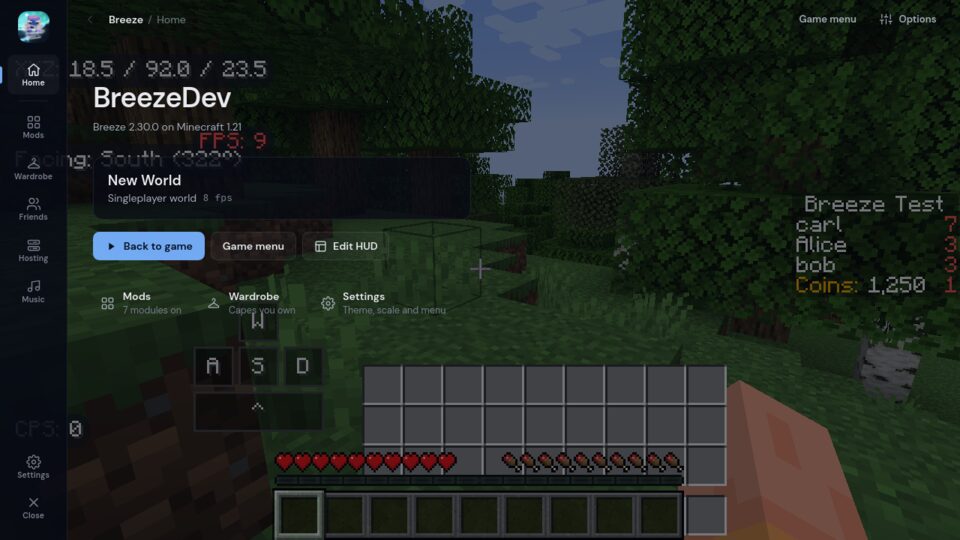 Breeze / Home
Game menu
Options
Home
XYZ: 18.5 / 92.0 / 23.5
BreezeDev
Breeze 2.30.0 on Minecraft 1.21
FPS: 9
Mods
Facing: South (322°)
Wardrobe
New World
Singleplayer world 8 fps
Friends
Breeze Test
carl 7
Alice 3
bob 3
Coins: 1,250 1
Back to game
Game menu
Edit HUD
Hosting
Music
Mods
7 modules on
Wardrobe
Capes you own
Settings
Theme, scale and menu
W
A S D
CPS: 0
Settings
Close